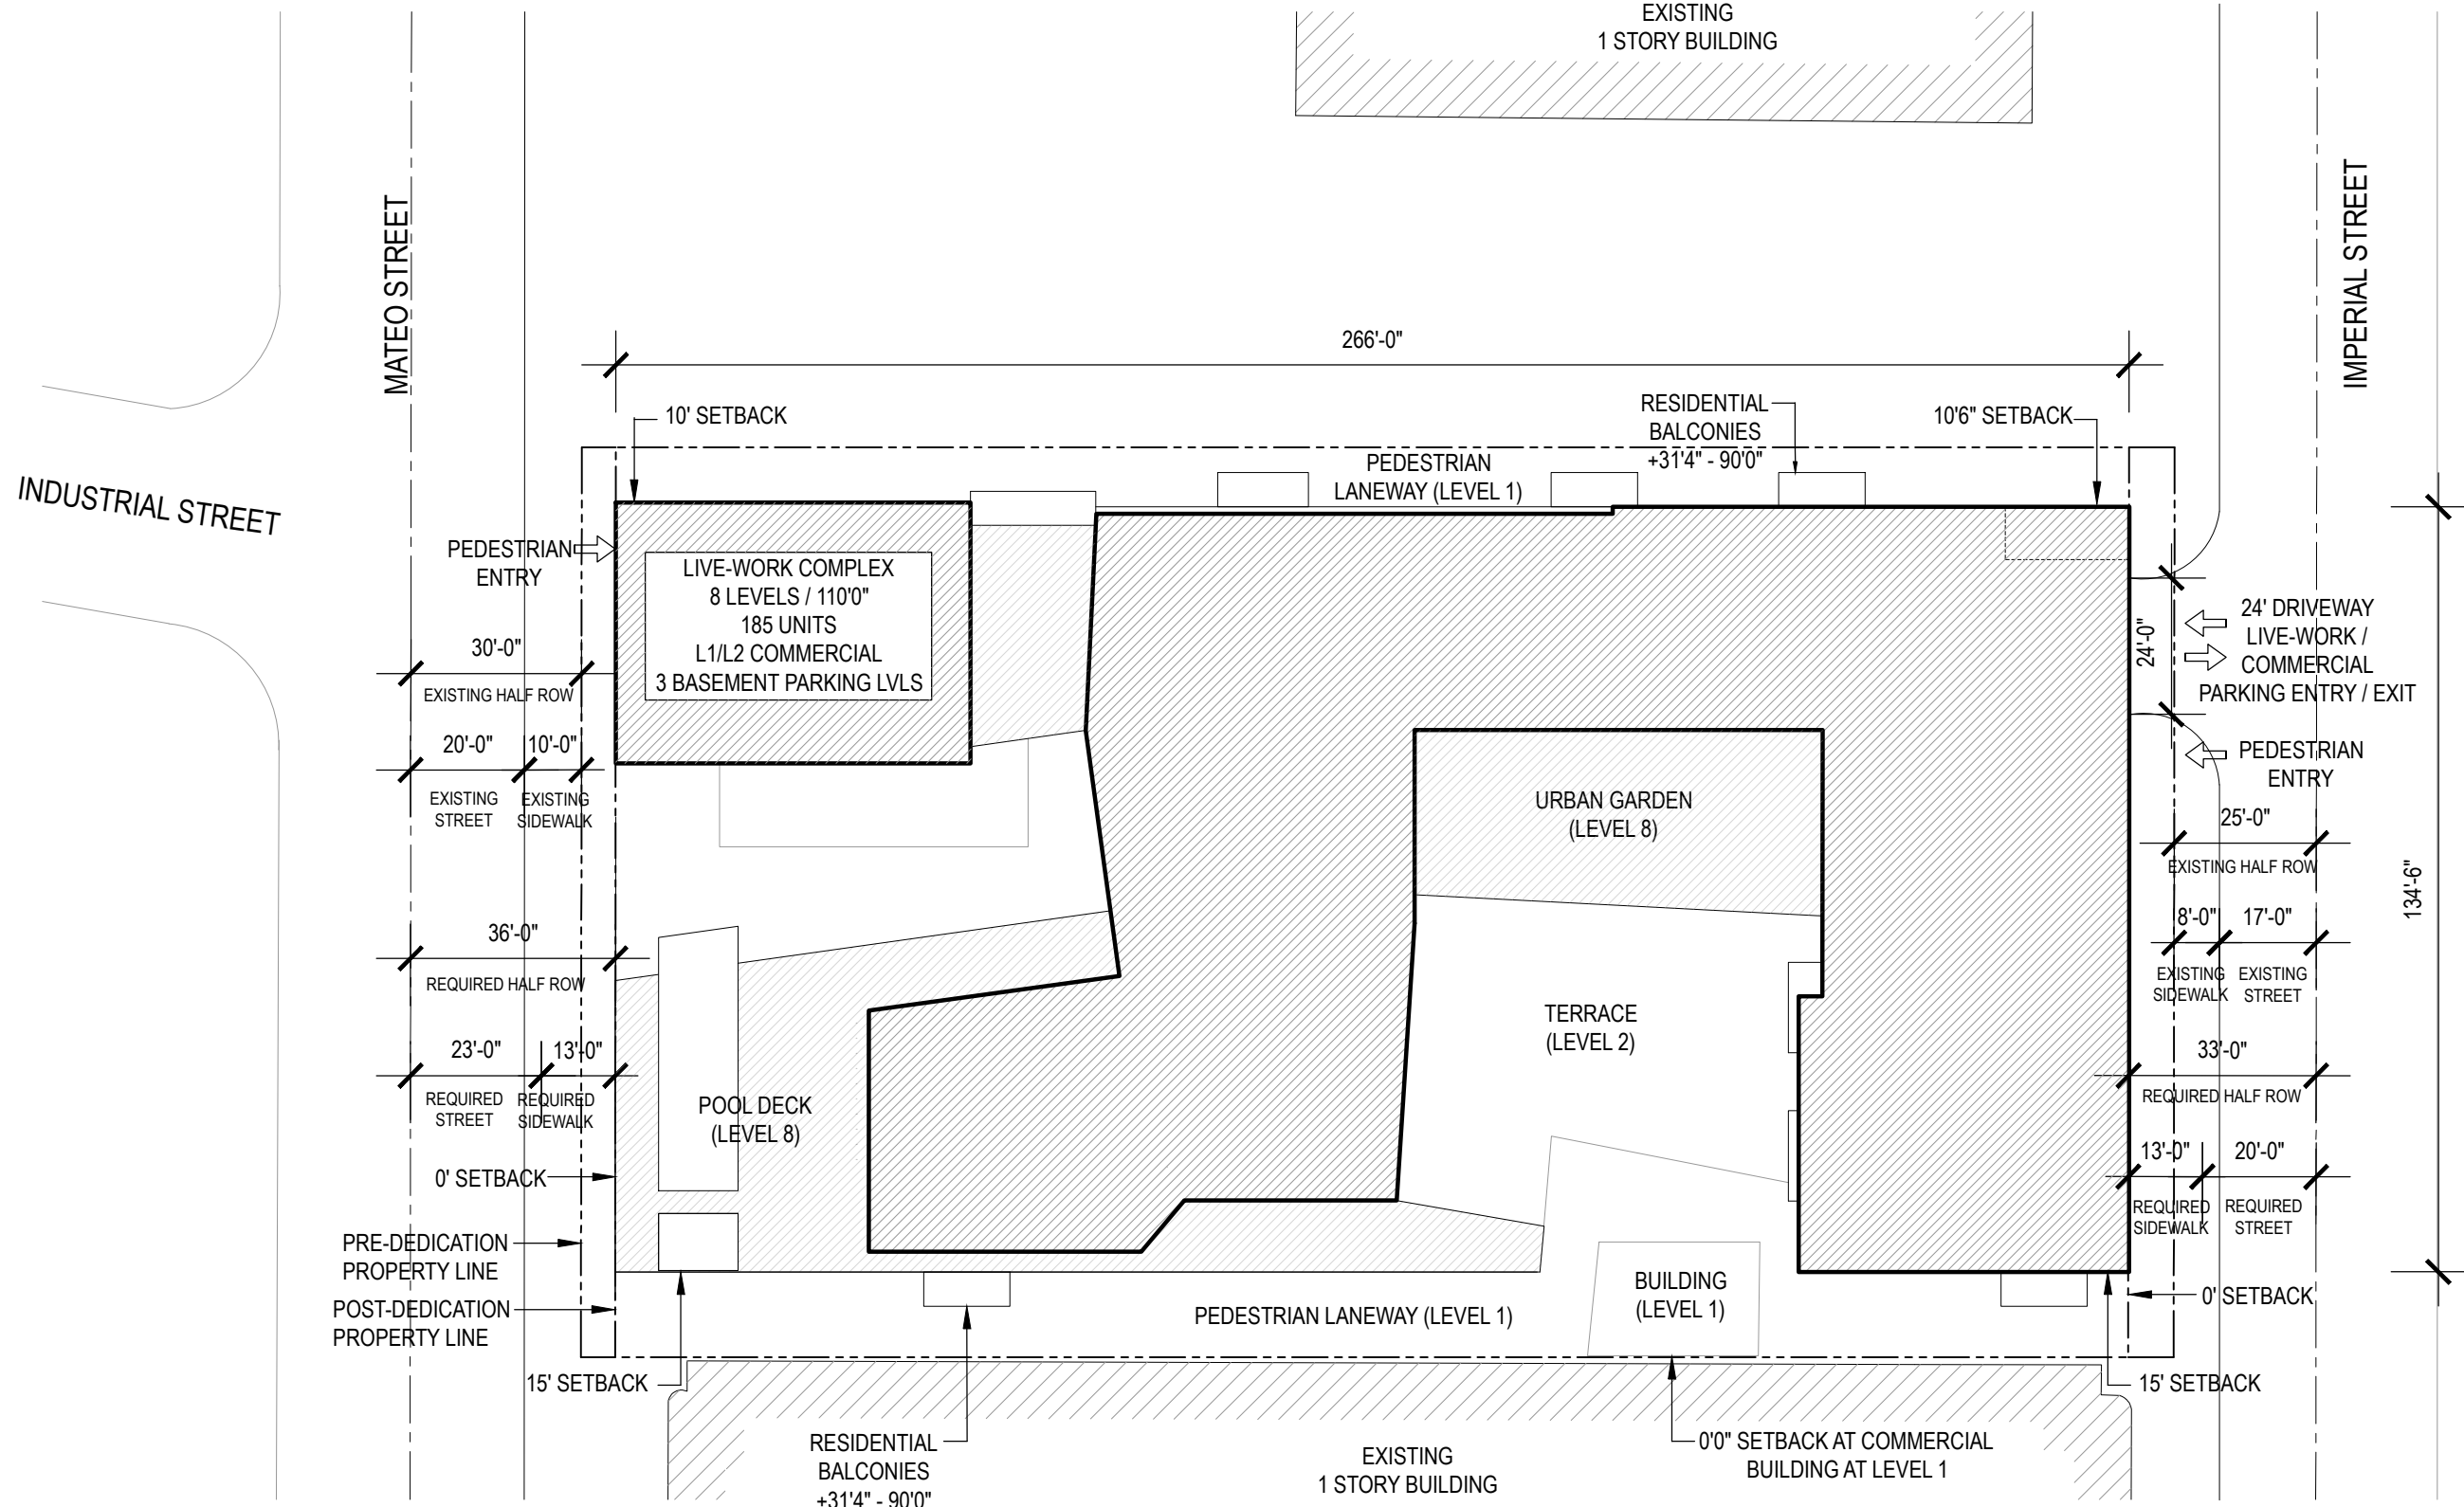 EXISTING
1 STORY BUILDING
MATEO STREET
IMPERIAL STREET
INDUSTRIAL STREET
266'-0"
10' SETBACK
RESIDENTIAL
BALCONIES
+31'4" - 90'0"
10'6" SETBACK
PEDESTRIAN
LANEWAY (LEVEL 1)
PEDESTRIAN
ENTRY
LIVE-WORK COMPLEX
8 LEVELS / 110'0"
185 UNITS
L1/L2 COMMERCIAL
3 BASEMENT PARKING LVLS
24'-0"
24' DRIVEWAY
LIVE-WORK /
COMMERCIAL
PARKING ENTRY / EXIT
PEDESTRIAN
ENTRY
30'-0"
EXISTING HALF ROW
20'-0"
10'-0"
EXISTING
STREET
EXISTING
SIDEWALK
URBAN GARDEN
(LEVEL 8)
25'-0"
EXISTING HALF ROW
134'-6"
8'-0"
17'-0"
EXISTING
SIDEWALK
EXISTING
STREET
36'-0"
REQUIRED HALF ROW
TERRACE
(LEVEL 2)
23'-0"
13'-0"
REQUIRED
STREET
REQUIRED
SIDEWALK
33'-0"
REQUIRED HALF ROW
POOL DECK
(LEVEL 8)
13'-0"
20'-0"
REQUIRED
SIDEWALK
REQUIRED
STREET
0' SETBACK
PRE-DEDICATION
PROPERTY LINE
POST-DEDICATION
PROPERTY LINE
BUILDING
(LEVEL 1)
PEDESTRIAN LANEWAY (LEVEL 1)
0' SETBACK
15' SETBACK
15' SETBACK
RESIDENTIAL
BALCONIES
+31'4" - 90'0"
EXISTING
1 STORY BUILDING
0'0" SETBACK AT COMMERCIAL
BUILDING AT LEVEL 1